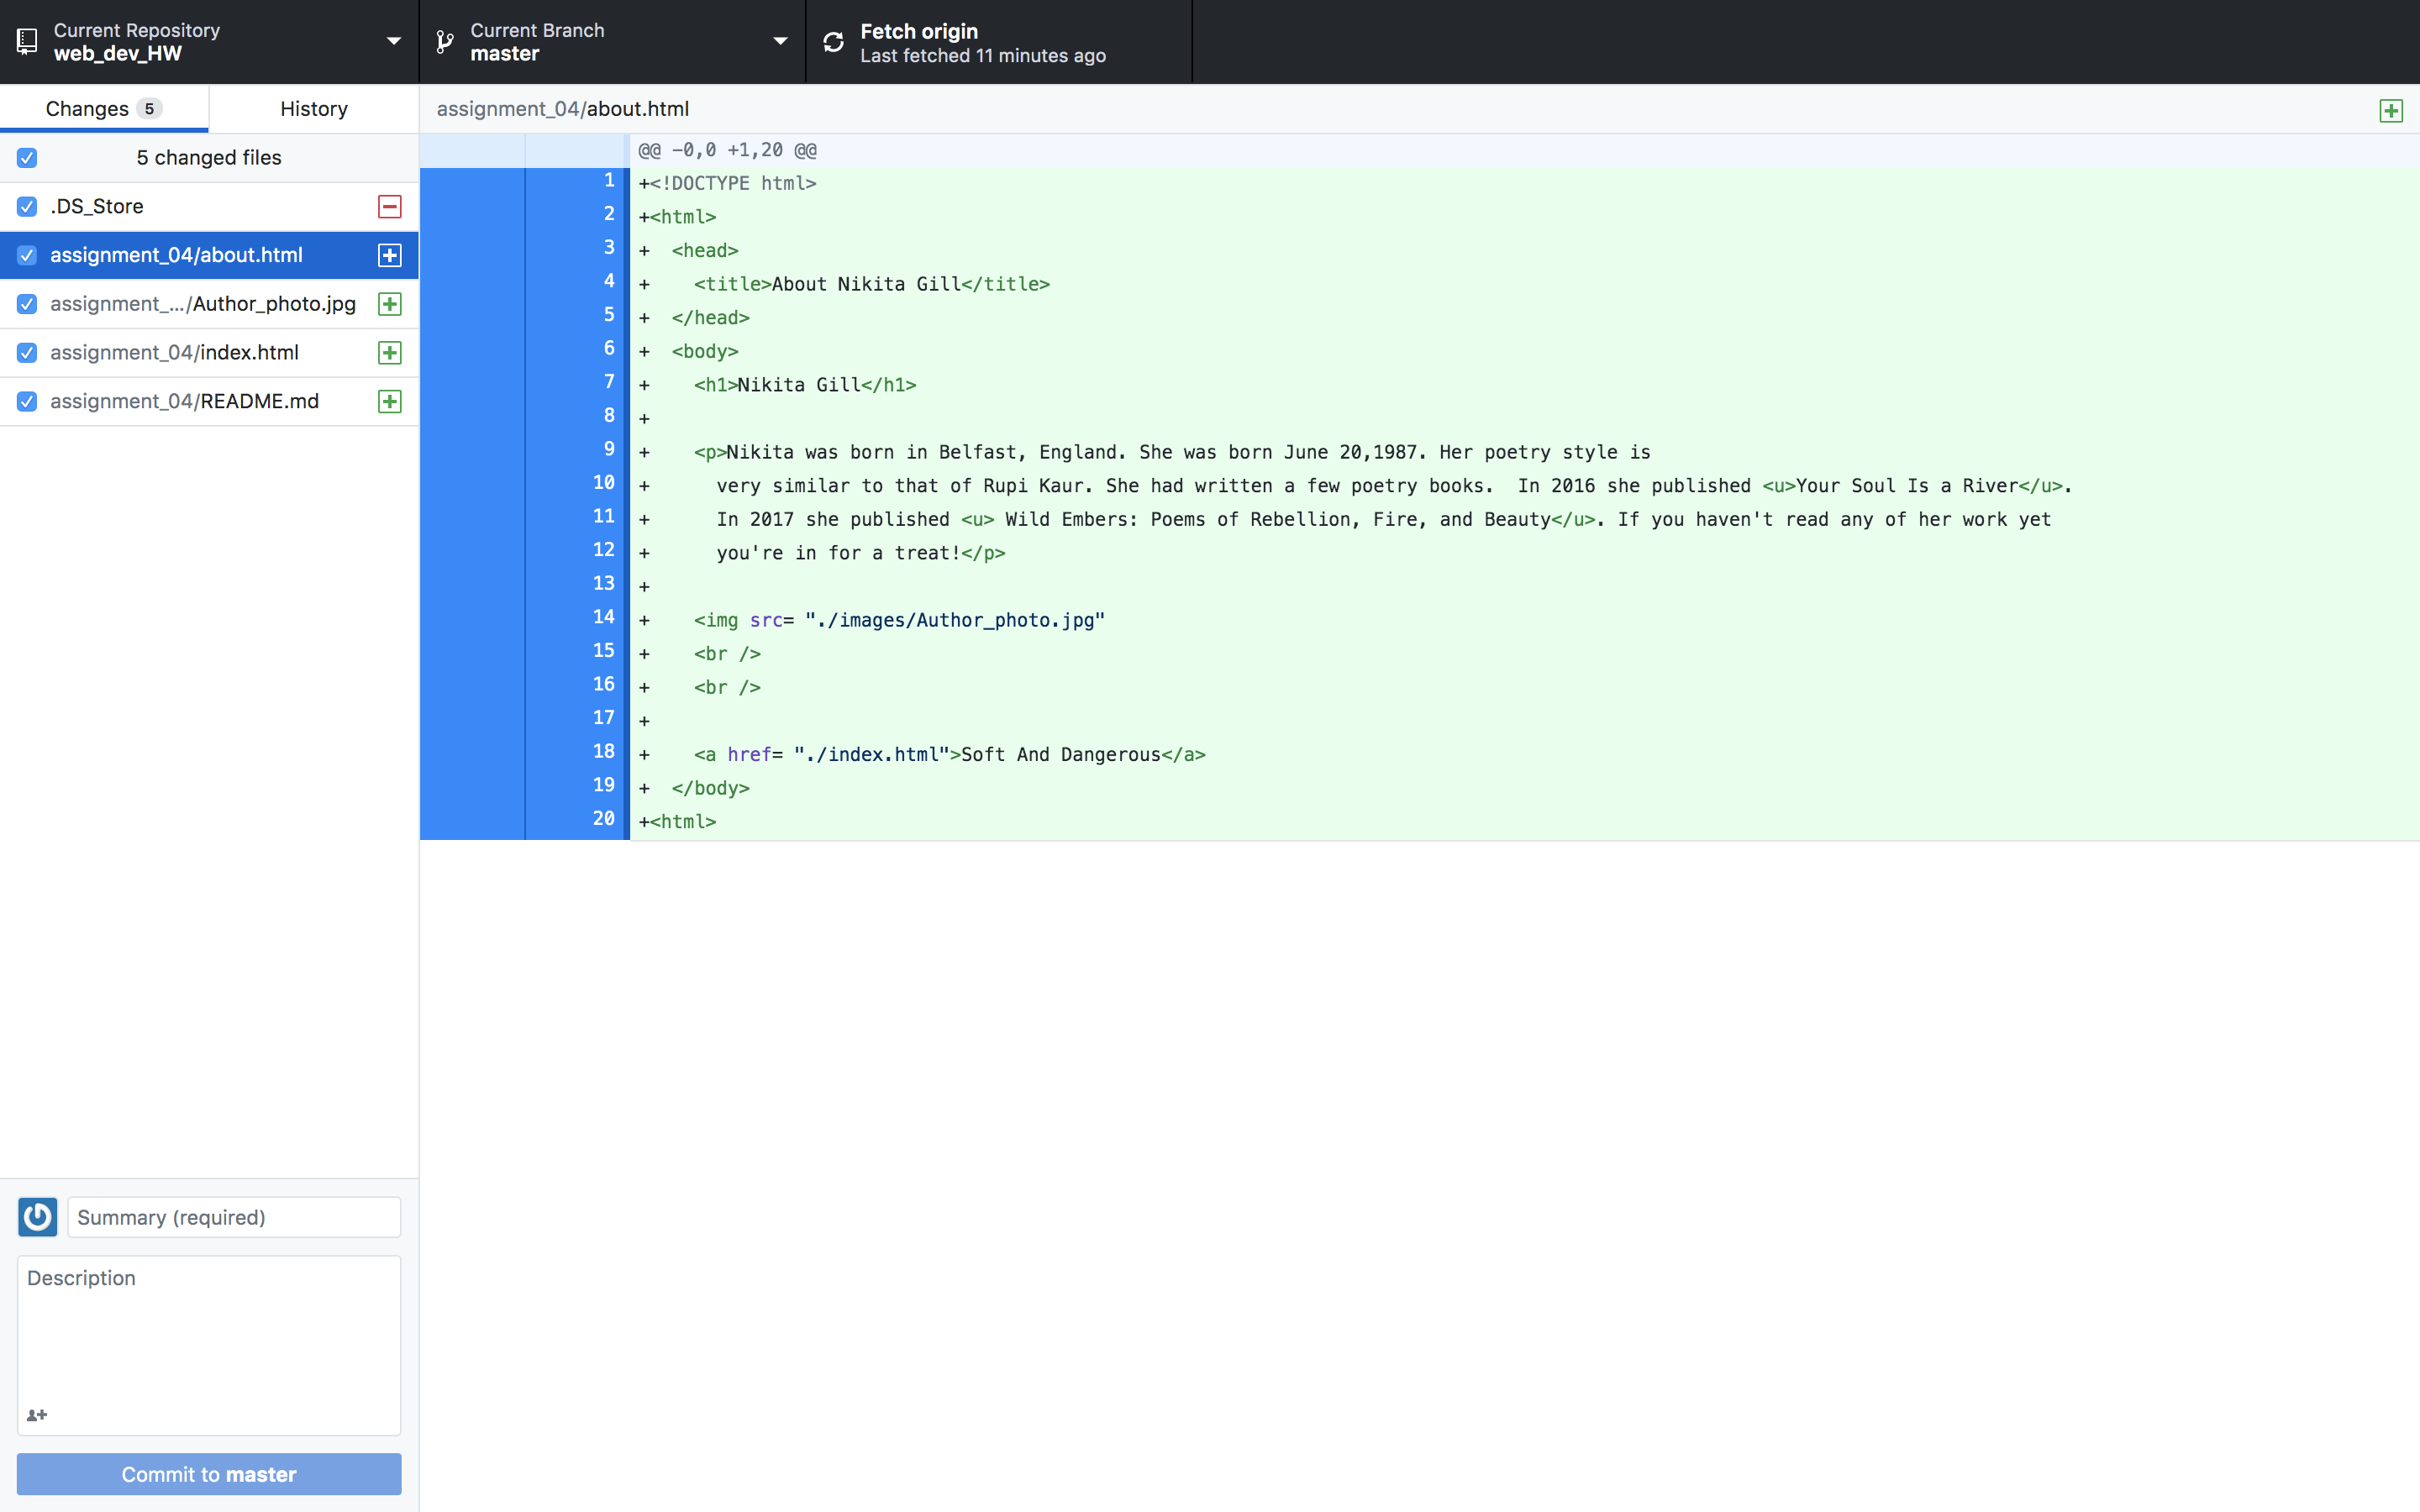 Current Repository
web_dev_HW
Current Branch
master
Fetch origin
Last fetched 11 minutes ago
Changes 5
History
assignment_04/about.html
5 changed files
.DS_Store
assignment_04/about.html
assignment_.../Author_photo.jpg
assignment_04/index.html
assignment_04/README.md
@@ -0,0 +1,20 @@
1 +<!DOCTYPE html>
2 +<html>
3 +  <head>
4 +    <title>About Nikita Gill</title>
5 +  </head>
6 +  <body>
7 +    <h1>Nikita Gill</h1>
8 +
9 +    <p>Nikita was born in Belfast, England. She was born June 20,1987. Her poetry style is
10 +      very similar to that of Rupi Kaur. She had written a few poetry books.  In 2016 she published <u>Your Soul Is a River</u>.
11 +      In 2017 she published <u> Wild Embers: Poems of Rebellion, Fire, and Beauty</u>. If you haven't read any of her work yet
12 +      you're in for a treat!</p>
13 +
14 +    <img src= "./images/Author_photo.jpg"
15 +    <br />
16 +    <br />
17 +
18 +    <a href= "./index.html">Soft And Dangerous</a>
19 +  </body>
20 +<html>
Summary (required)
Description
Commit to master